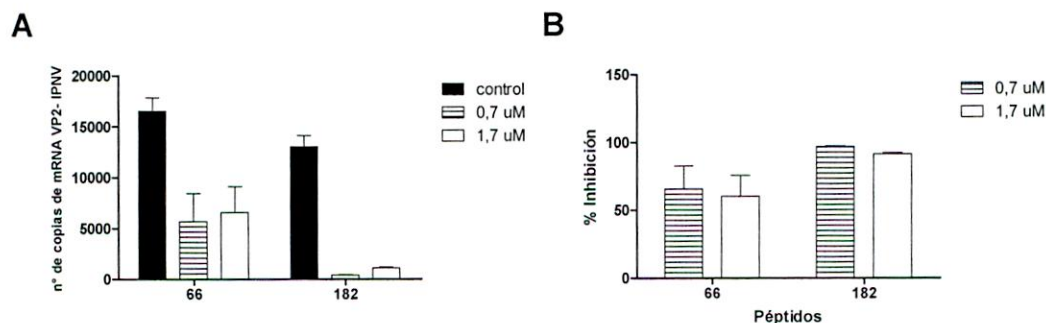 A
n° de copias de mRNA VP2- IPNV
20000
15000
10000
5000
0
66
182
control
0,7 uM
1,7 uM
B
% Inhibición
150
100
50
0
66
182
Péptidos
0,7 uM
1,7 uM